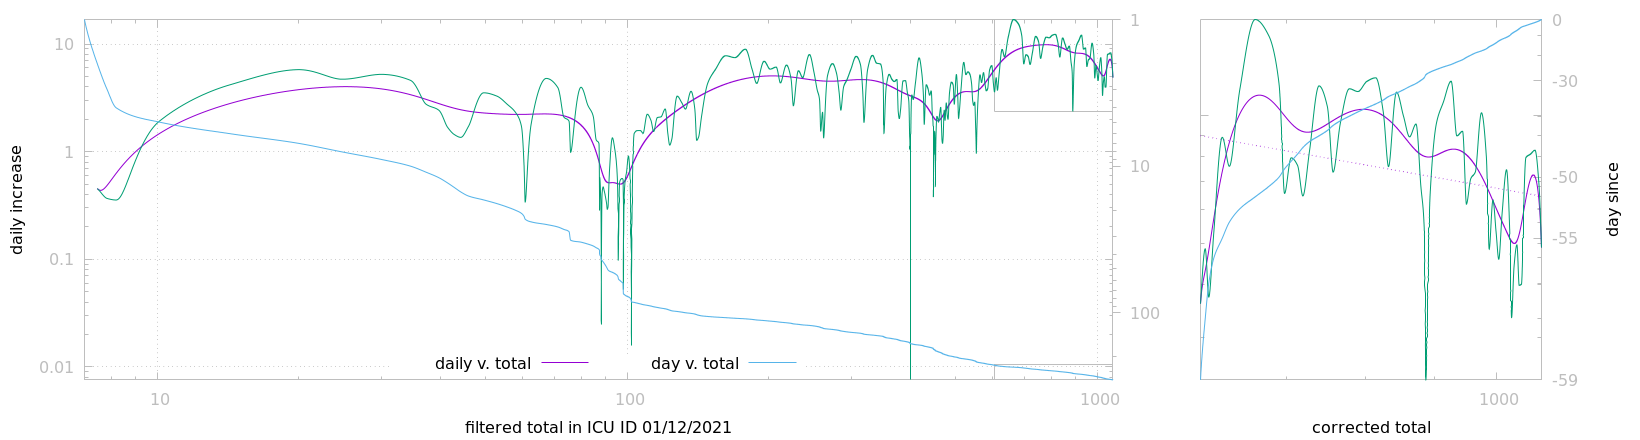 daily increase
10
1
0.1
0.01
daily v. total
day v. total
10
100
1000
filtered total in ICU ID 01/12/2021
1
10
100
1000
corrected total
0
-30
-50
-55
-59
day since